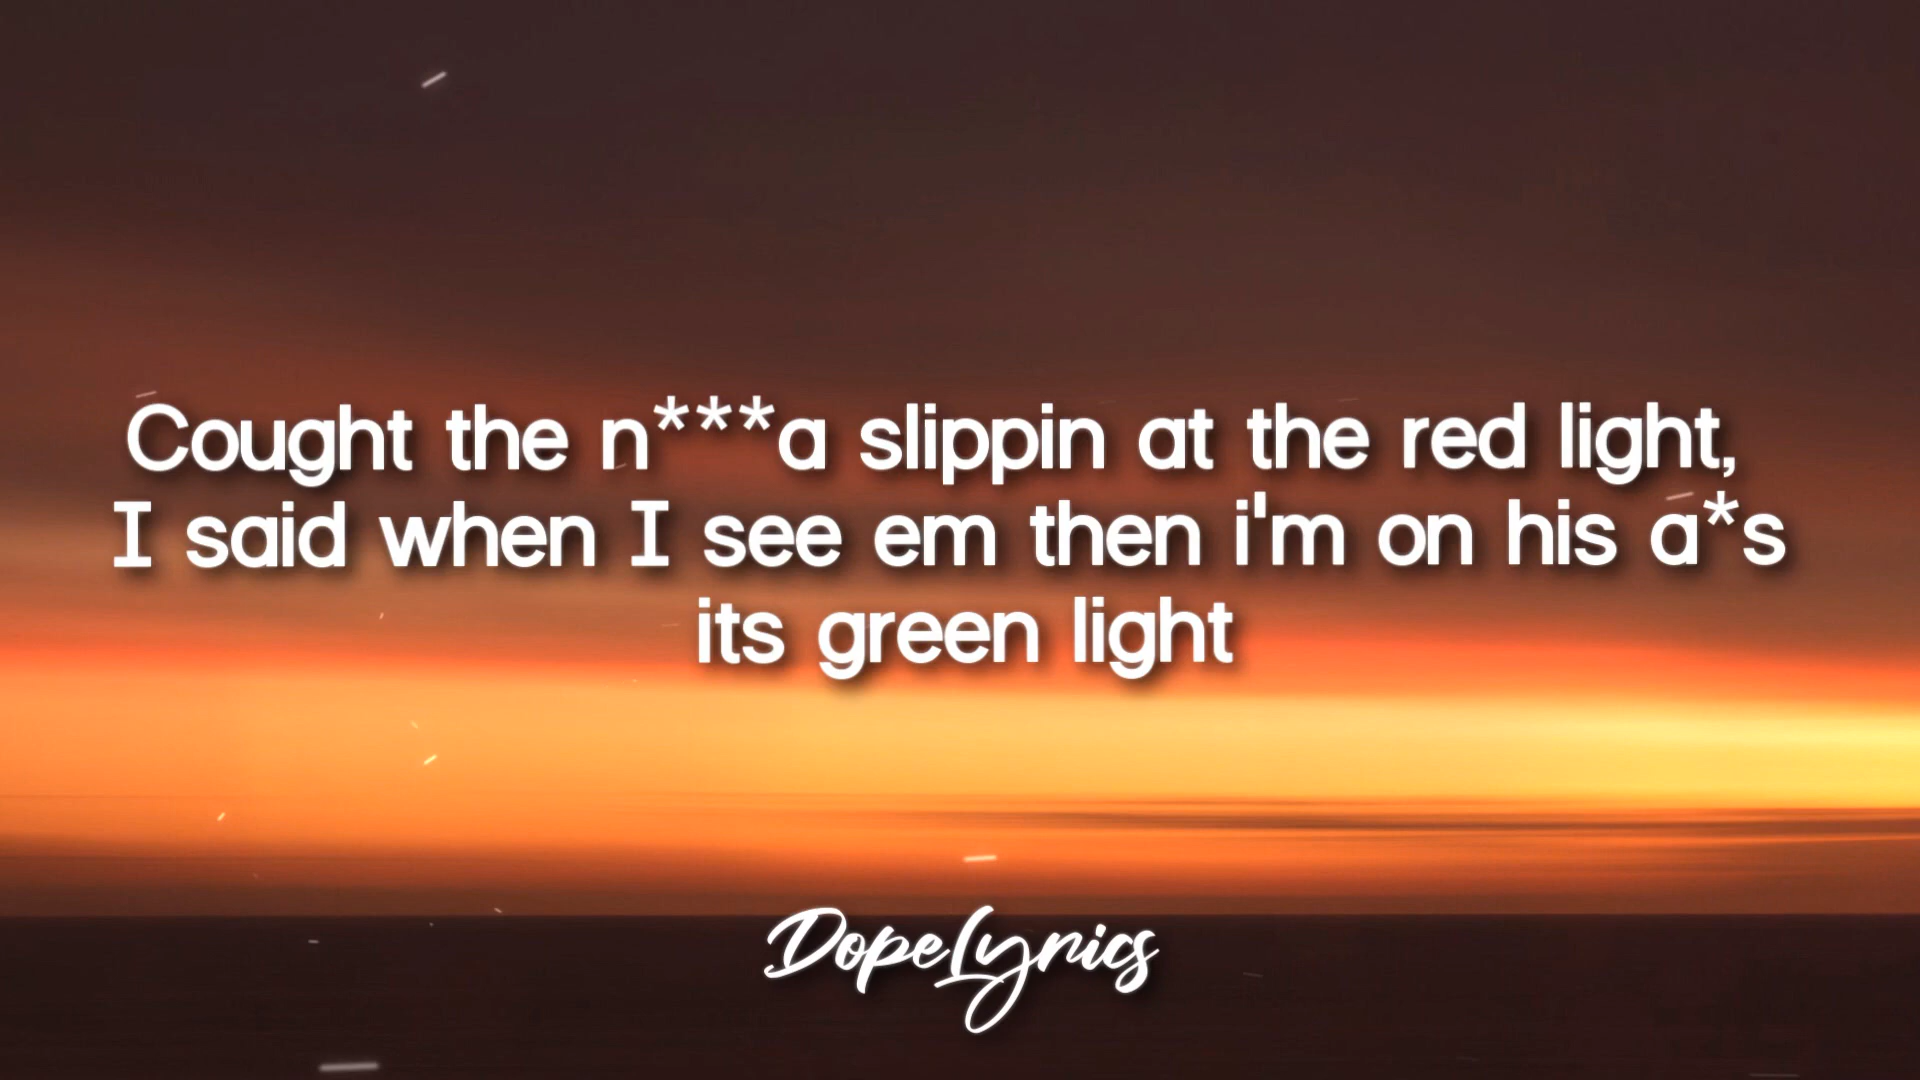 Cought the n***a slippin at the red light,
I said when I see em then i'm on his a*s
its green light
DopeLyrics